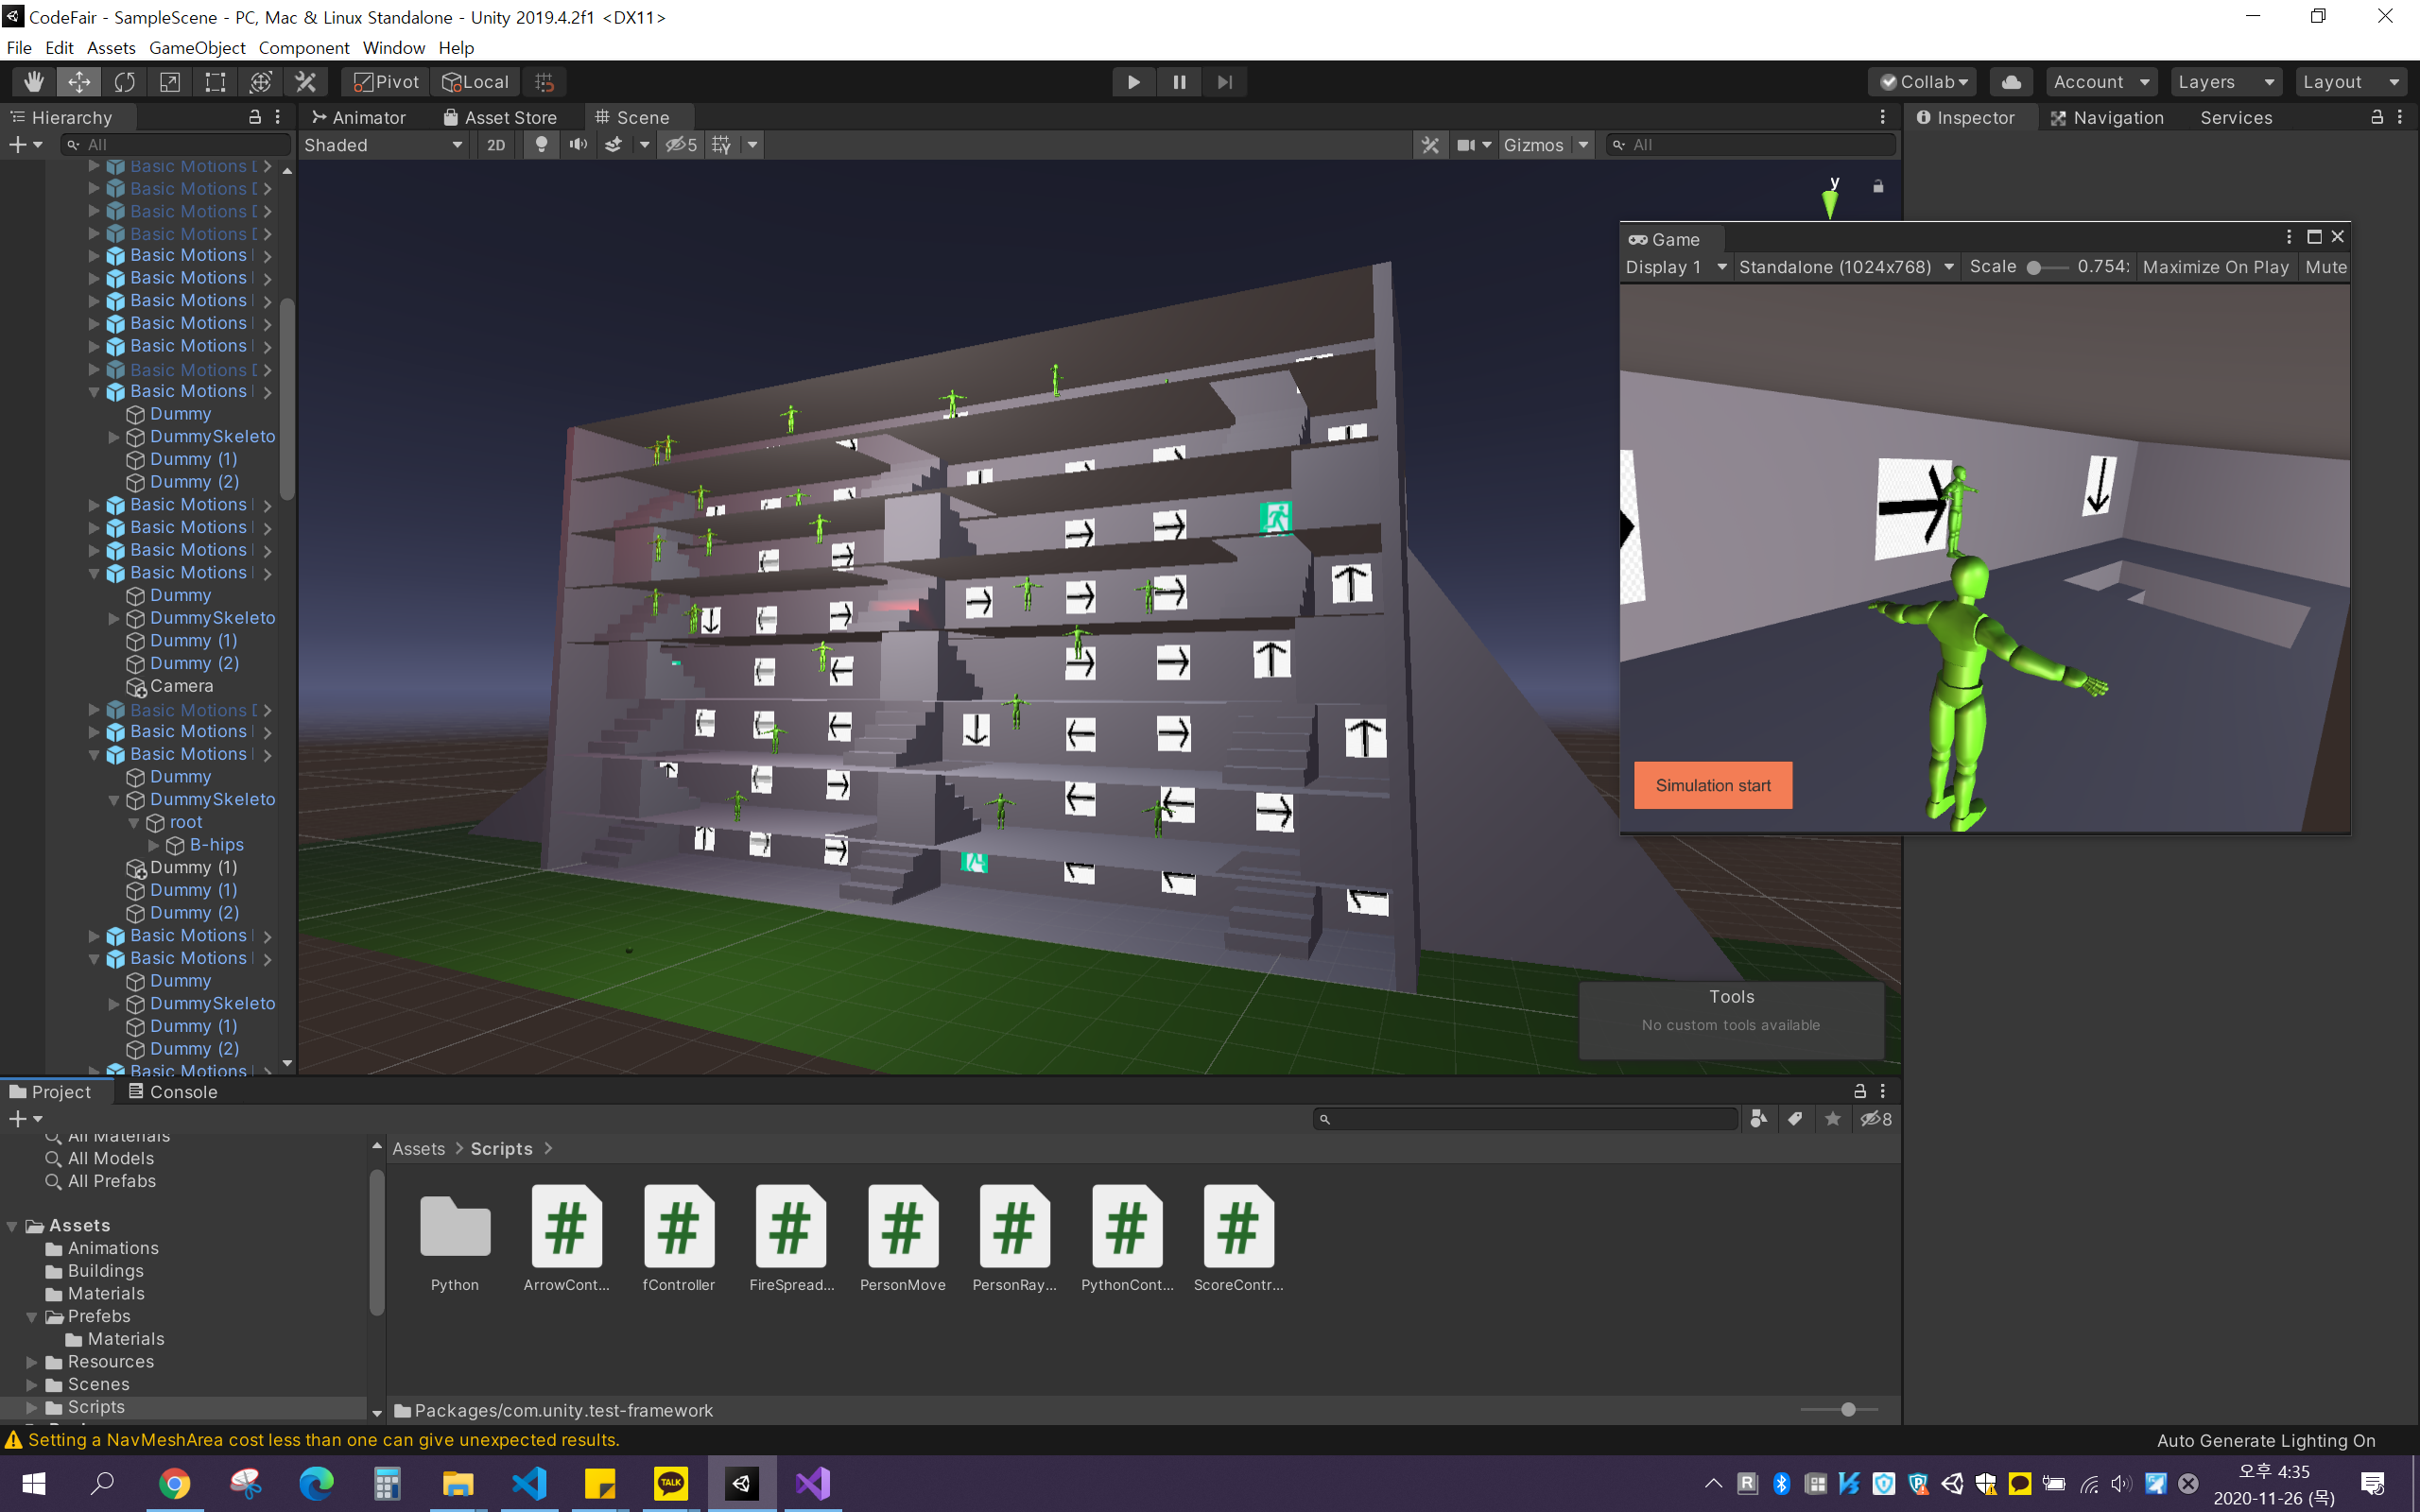 CodeFair - SampleScene - PC, Mac & Linux Standalone - Unity 2019.4.2f1 <DX11>
File Edit Assets GameObject Component Window Help
Pivot Local Collab Account Layers Layout
Hierarchy Animator Asset Store Scene Inspector Navigation Services
All Shaded 2D 5 Gizmos All
y
Basic Motions D
Basic Motions D
Basic Motions D
Basic Motions D
Basic Motions
Basic Motions
Basic Motions
Basic Motions
Basic Motions
Basic Motions D
Basic Motions
Dummy
DummySkeleto
Dummy (1)
Dummy (2)
Basic Motions
Basic Motions
Basic Motions
Basic Motions
Dummy
DummySkeleto
Dummy (1)
Dummy (2)
Camera
Basic Motions D
Basic Motions
Basic Motions
Dummy
DummySkeleto
root
B-hips
Dummy (1)
Dummy (1)
Dummy (2)
Basic Motions
Basic Motions
Dummy
DummySkeleto
Dummy (1)
Dummy (2)
Basic Motions
Game
Display 1 Standalone (1024x768) Scale 0.754 Maximize On Play Mute
Simulation start
Tools
No custom tools available
Project Console
8
All Materials
All Models
All Prefabs
Assets
Animations
Buildings
Materials
Prefebs
Materials
Resources
Scenes
Scripts
Assets > Scripts >
Python ArrowCont... fController FireSpread... PersonMove PersonRay... PythonCont... ScoreContr...
Packages/com.unity.test-framework
Setting a NavMeshArea cost less than one can give unexpected results.
Auto Generate Lighting On
TALK
오후 4:35
2020-11-26 (목)